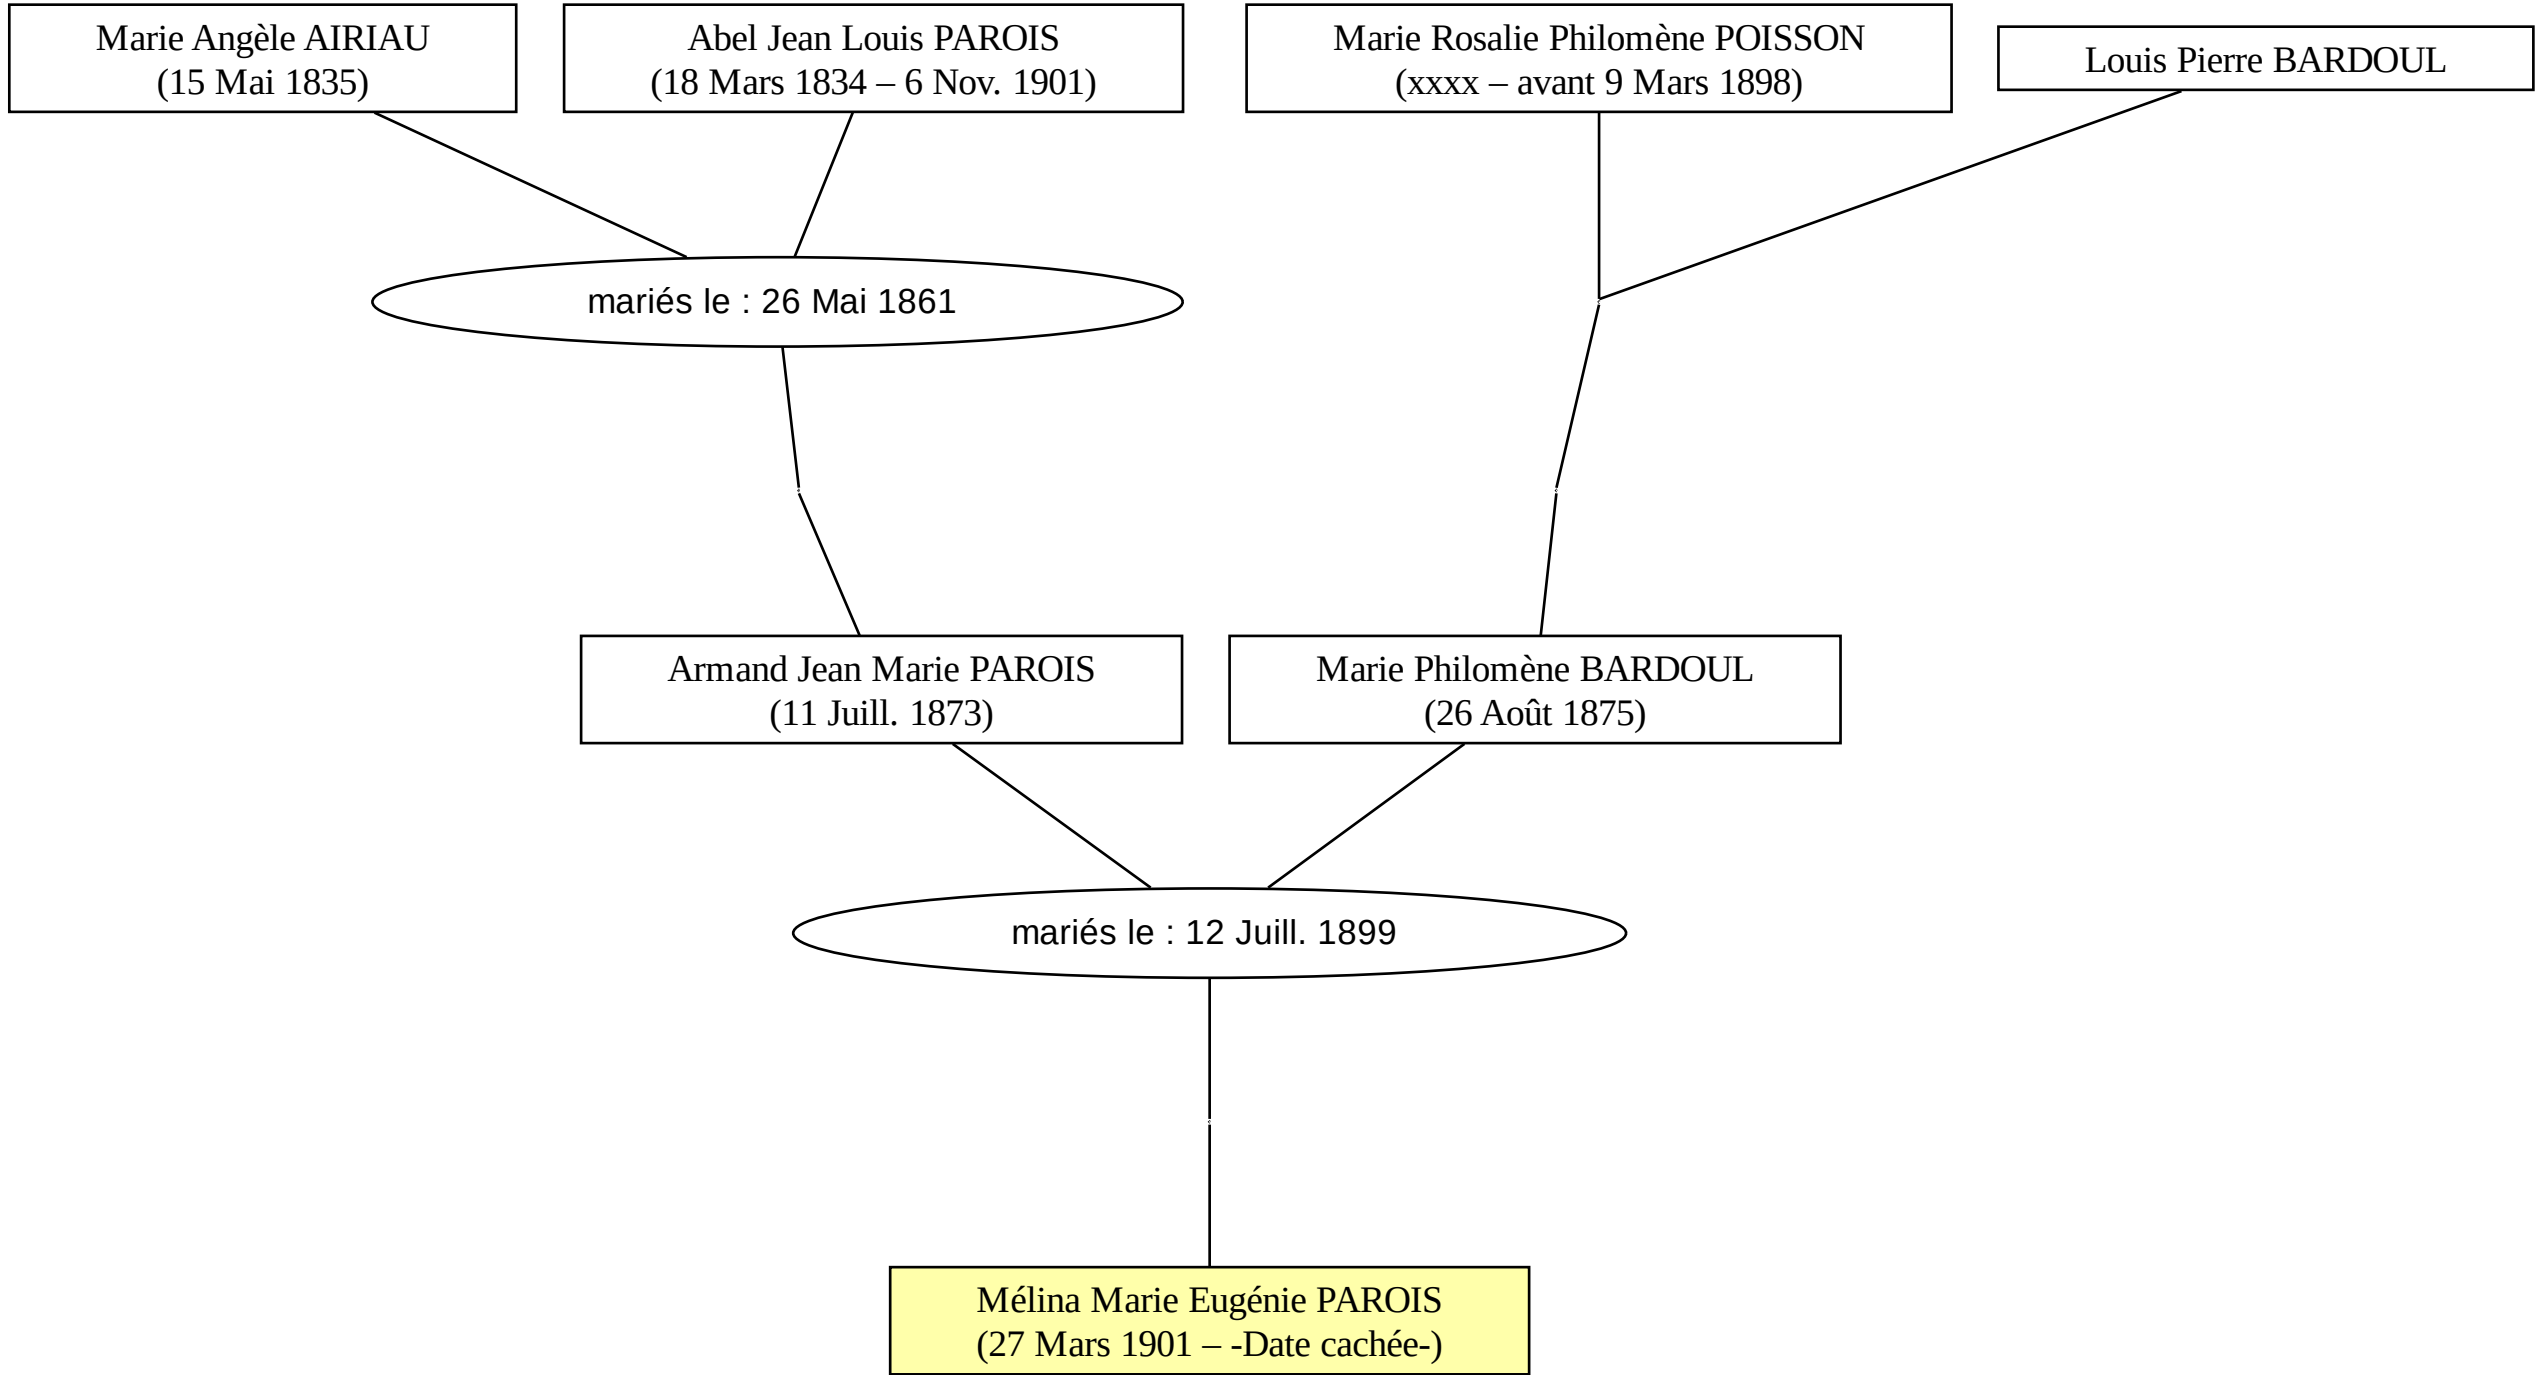 Marie Angèle AIRIAU
(15 Mai 1835)
Abel Jean Louis PAROIS
(18 Mars 1834 – 6 Nov. 1901)
Marie Rosalie Philomène POISSON
(xxxx – avant 9 Mars 1898)
Louis Pierre BARDOUL
mariés le : 26 Mai 1861
Armand Jean Marie PAROIS
(11 Juill. 1873)
Marie Philomène BARDOUL
(26 Août 1875)
mariés le : 12 Juill. 1899
Mélina Marie Eugénie PAROIS
(27 Mars 1901 – -Date cachée-)